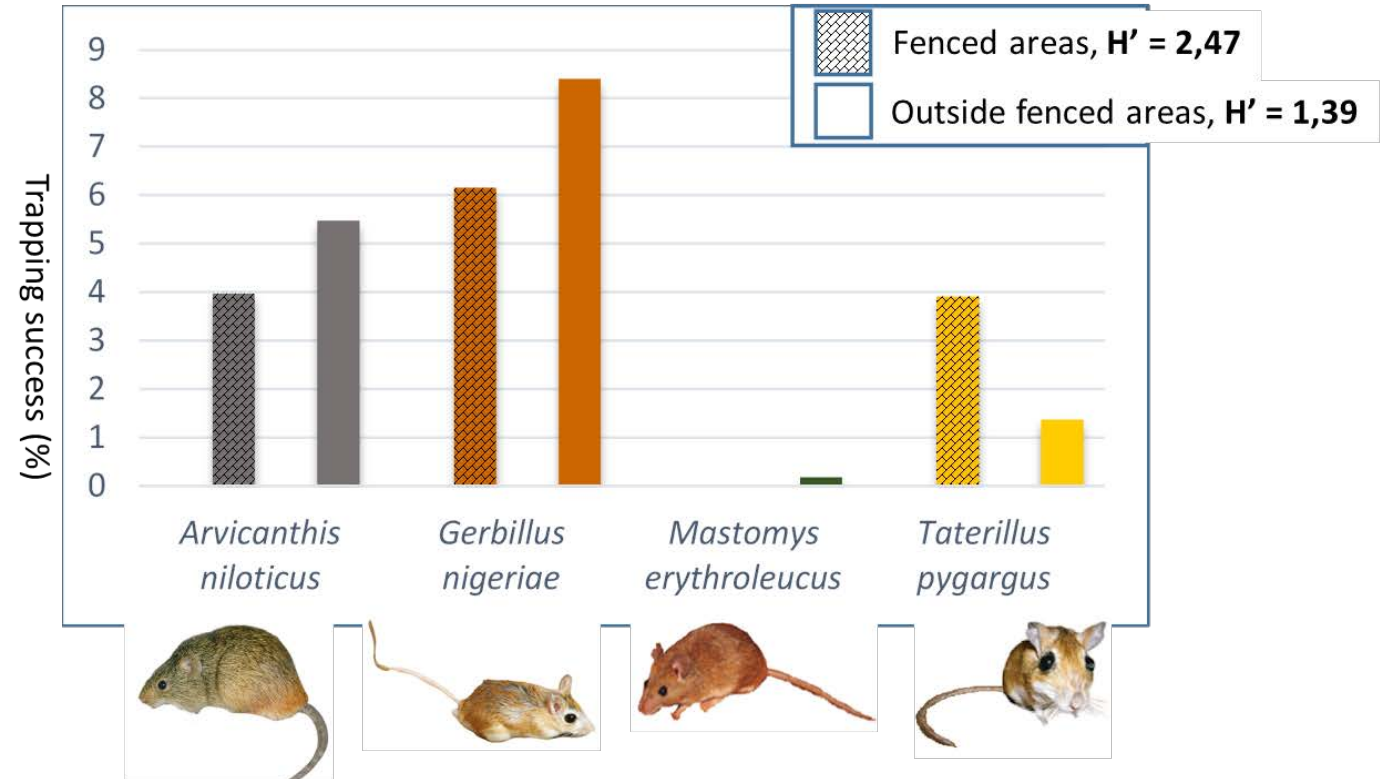 Fenced areas, H’ = 2,47
Outside fenced areas, H’ = 1,39
Trapping success (%)
9
8
7
6
5
4
3
2
1
0
Arvicanthis
niloticus
Gerbillus
nigeriae
Mastomys
erythroleucus
Taterillus
pygargus